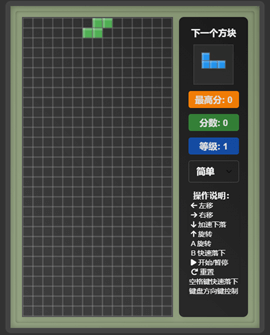 下一个方块
最高分: 0
分数: 0
等级: 1
简单
操作说明:
← 左移
→ 右移
↓ 加速下落
↑ 旋转
A 旋转
B 快速落下
▶ 开始/暂停
↻ 重置
空格键快速落下
键盘方向键控制